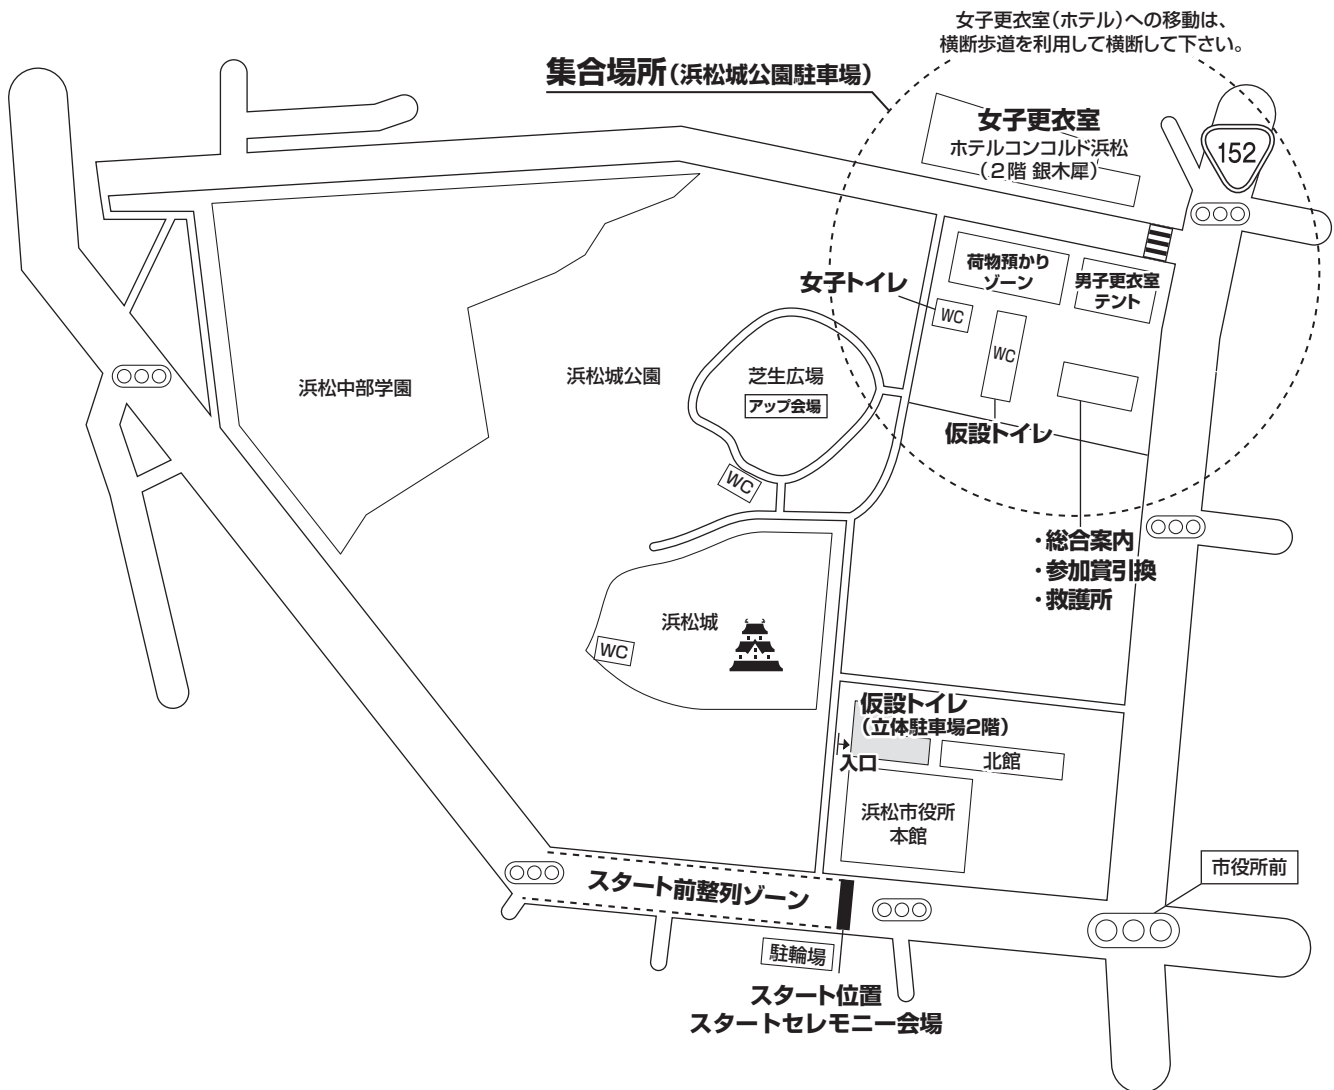 女子更衣室（ホテル）への移動は、
横断歩道を利用して横断して下さい。
集合場所（浜松城公園駐車場）
女子更衣室
ホテルコンコルド浜松
（２階 銀木犀）
152
荷物預かり
ゾーン
男子更衣室
テント
女子トイレ
WC
WC
仮設トイレ
浜松中部学園
浜松城公園
芝生広場
アップ会場
WC
・総合案内
・参加賞引換
・救護所
浜松城
WC
仮設トイレ
（立体駐車場2階）
入口
北館
浜松市役所
本館
市役所前
スタート前整列ゾーン
駐輪場
スタート位置
スタートセレモニー会場